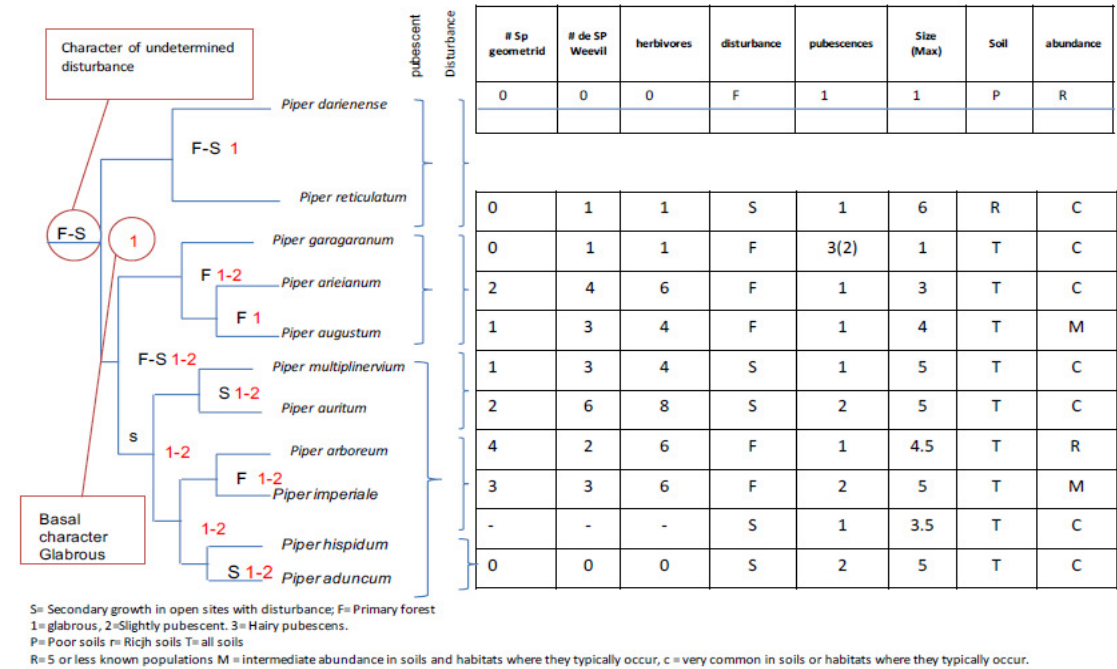 Character of undetermined
disturbance
pubescent
Disturbance
# Sp geometrid # de SP Weevil herbivores disturbance pubescences Size (Max) Soil abundance
0 0 0 F 1 1 P R
Piper darienense
F-S 1
Piper reticulatum
0 1 1 S 1 6 R C
F-S 1
Piper garagaranum
0 1 1 F 3(2) 1 T C
F 1-2
Piper arieianum
2 4 6 F 1 3 T C
F 1
Piper augustum
1 3 4 F 1 4 T M
F-S 1-2
Piper multiplinervium
1 3 4 S 1 5 T C
S 1-2
Piper auritum
2 6 8 S 2 5 T C
s
1-2
Piper arboreum
4 2 6 F 1 4.5 T R
F 1-2
Piper imperiale
3 3 6 F 2 5 T M
1-2
- - - S 1 3.5 T C
Piper hispidum
S 1-2
Piper aduncum
0 0 0 S 2 5 T C
Basal
character
Glabrous
S= Secondary growth in open sites with disturbance; F= Primary forest
1= glabrous, 2=Slightly pubescent. 3= Hairy pubescens.
P= Poor soils r= Ricjh soils T= all soils
R= 5 or less known populations M = intermediate abundance in soils and habitats where they typically occur, c = very common in soils or habitats where they typically occur.